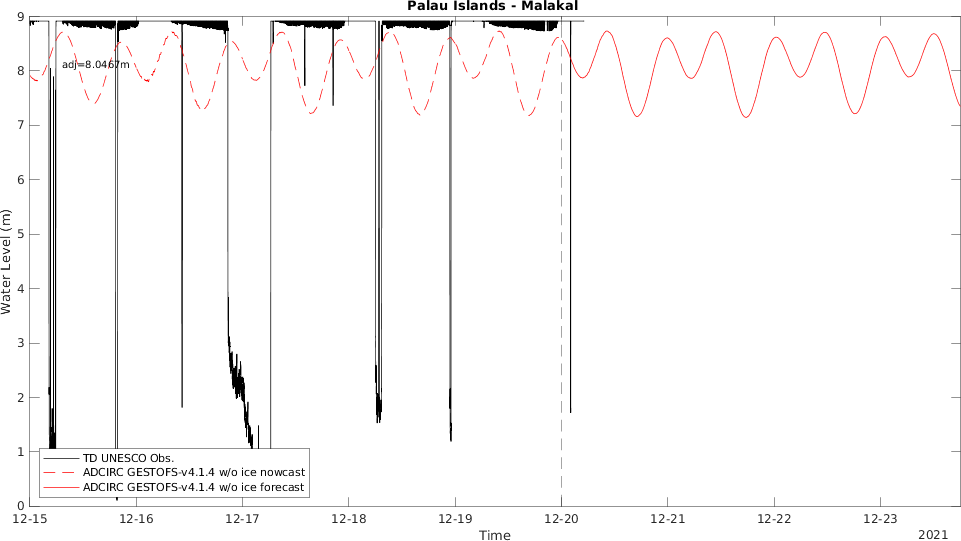 Palau Islands - Malakal
Water Level (m)
9
8
7
6
5
4
3
2
1
0
adj=8.0467m
TD UNESCO Obs.
ADCIRC GESTOFS-v4.1.4 w/o ice nowcast
ADCIRC GESTOFS-v4.1.4 w/o ice forecast
12-15 12-16 12-17 12-18 12-19 12-20 12-21 12-22 12-23
Time
2021